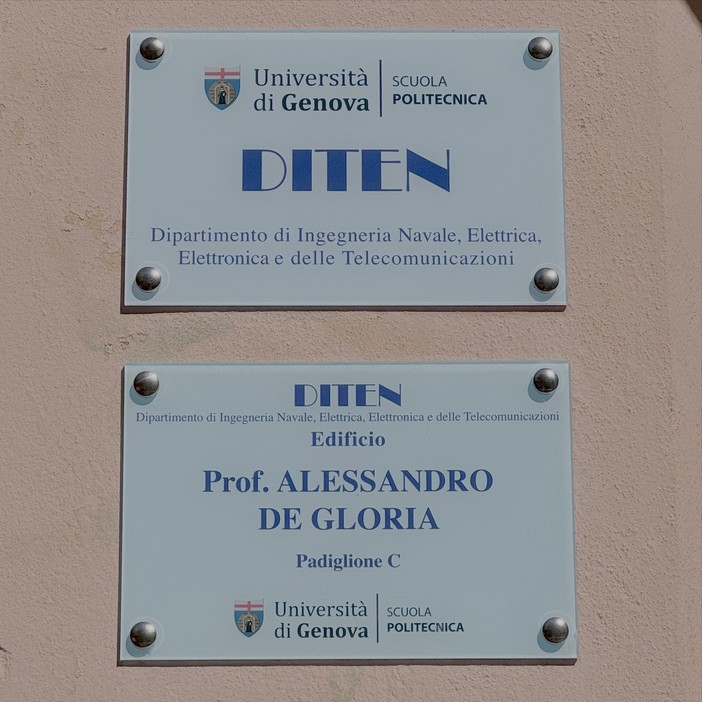 Università
di Genova
SCUOLA
POLITECNICA
DITEN
Dipartimento di Ingegneria Navale, Elettrica,
Elettronica e delle Telecomunicazioni
DITEN
Dipartimento di Ingegneria Navale, Elettrica, Elettronica e delle Telecomunicazioni
Edificio
Prof. ALESSANDRO
DE GLORIA
Padiglione C
Università
di Genova
SCUOLA
POLITECNICA